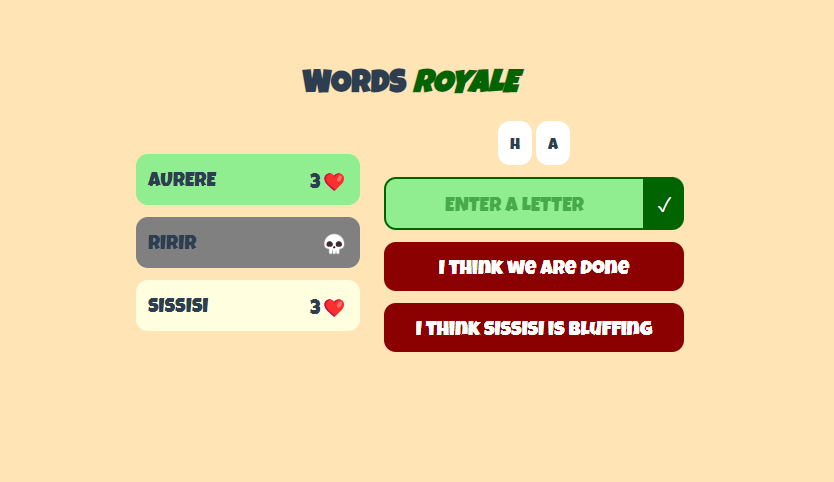 WORDS ROYALE
H A
AURERE 3
RIRIR
SISSISI 3
ENTER A LETTER
I THINK WE ARE DONE
I THINK SISSISI IS BLUFFING